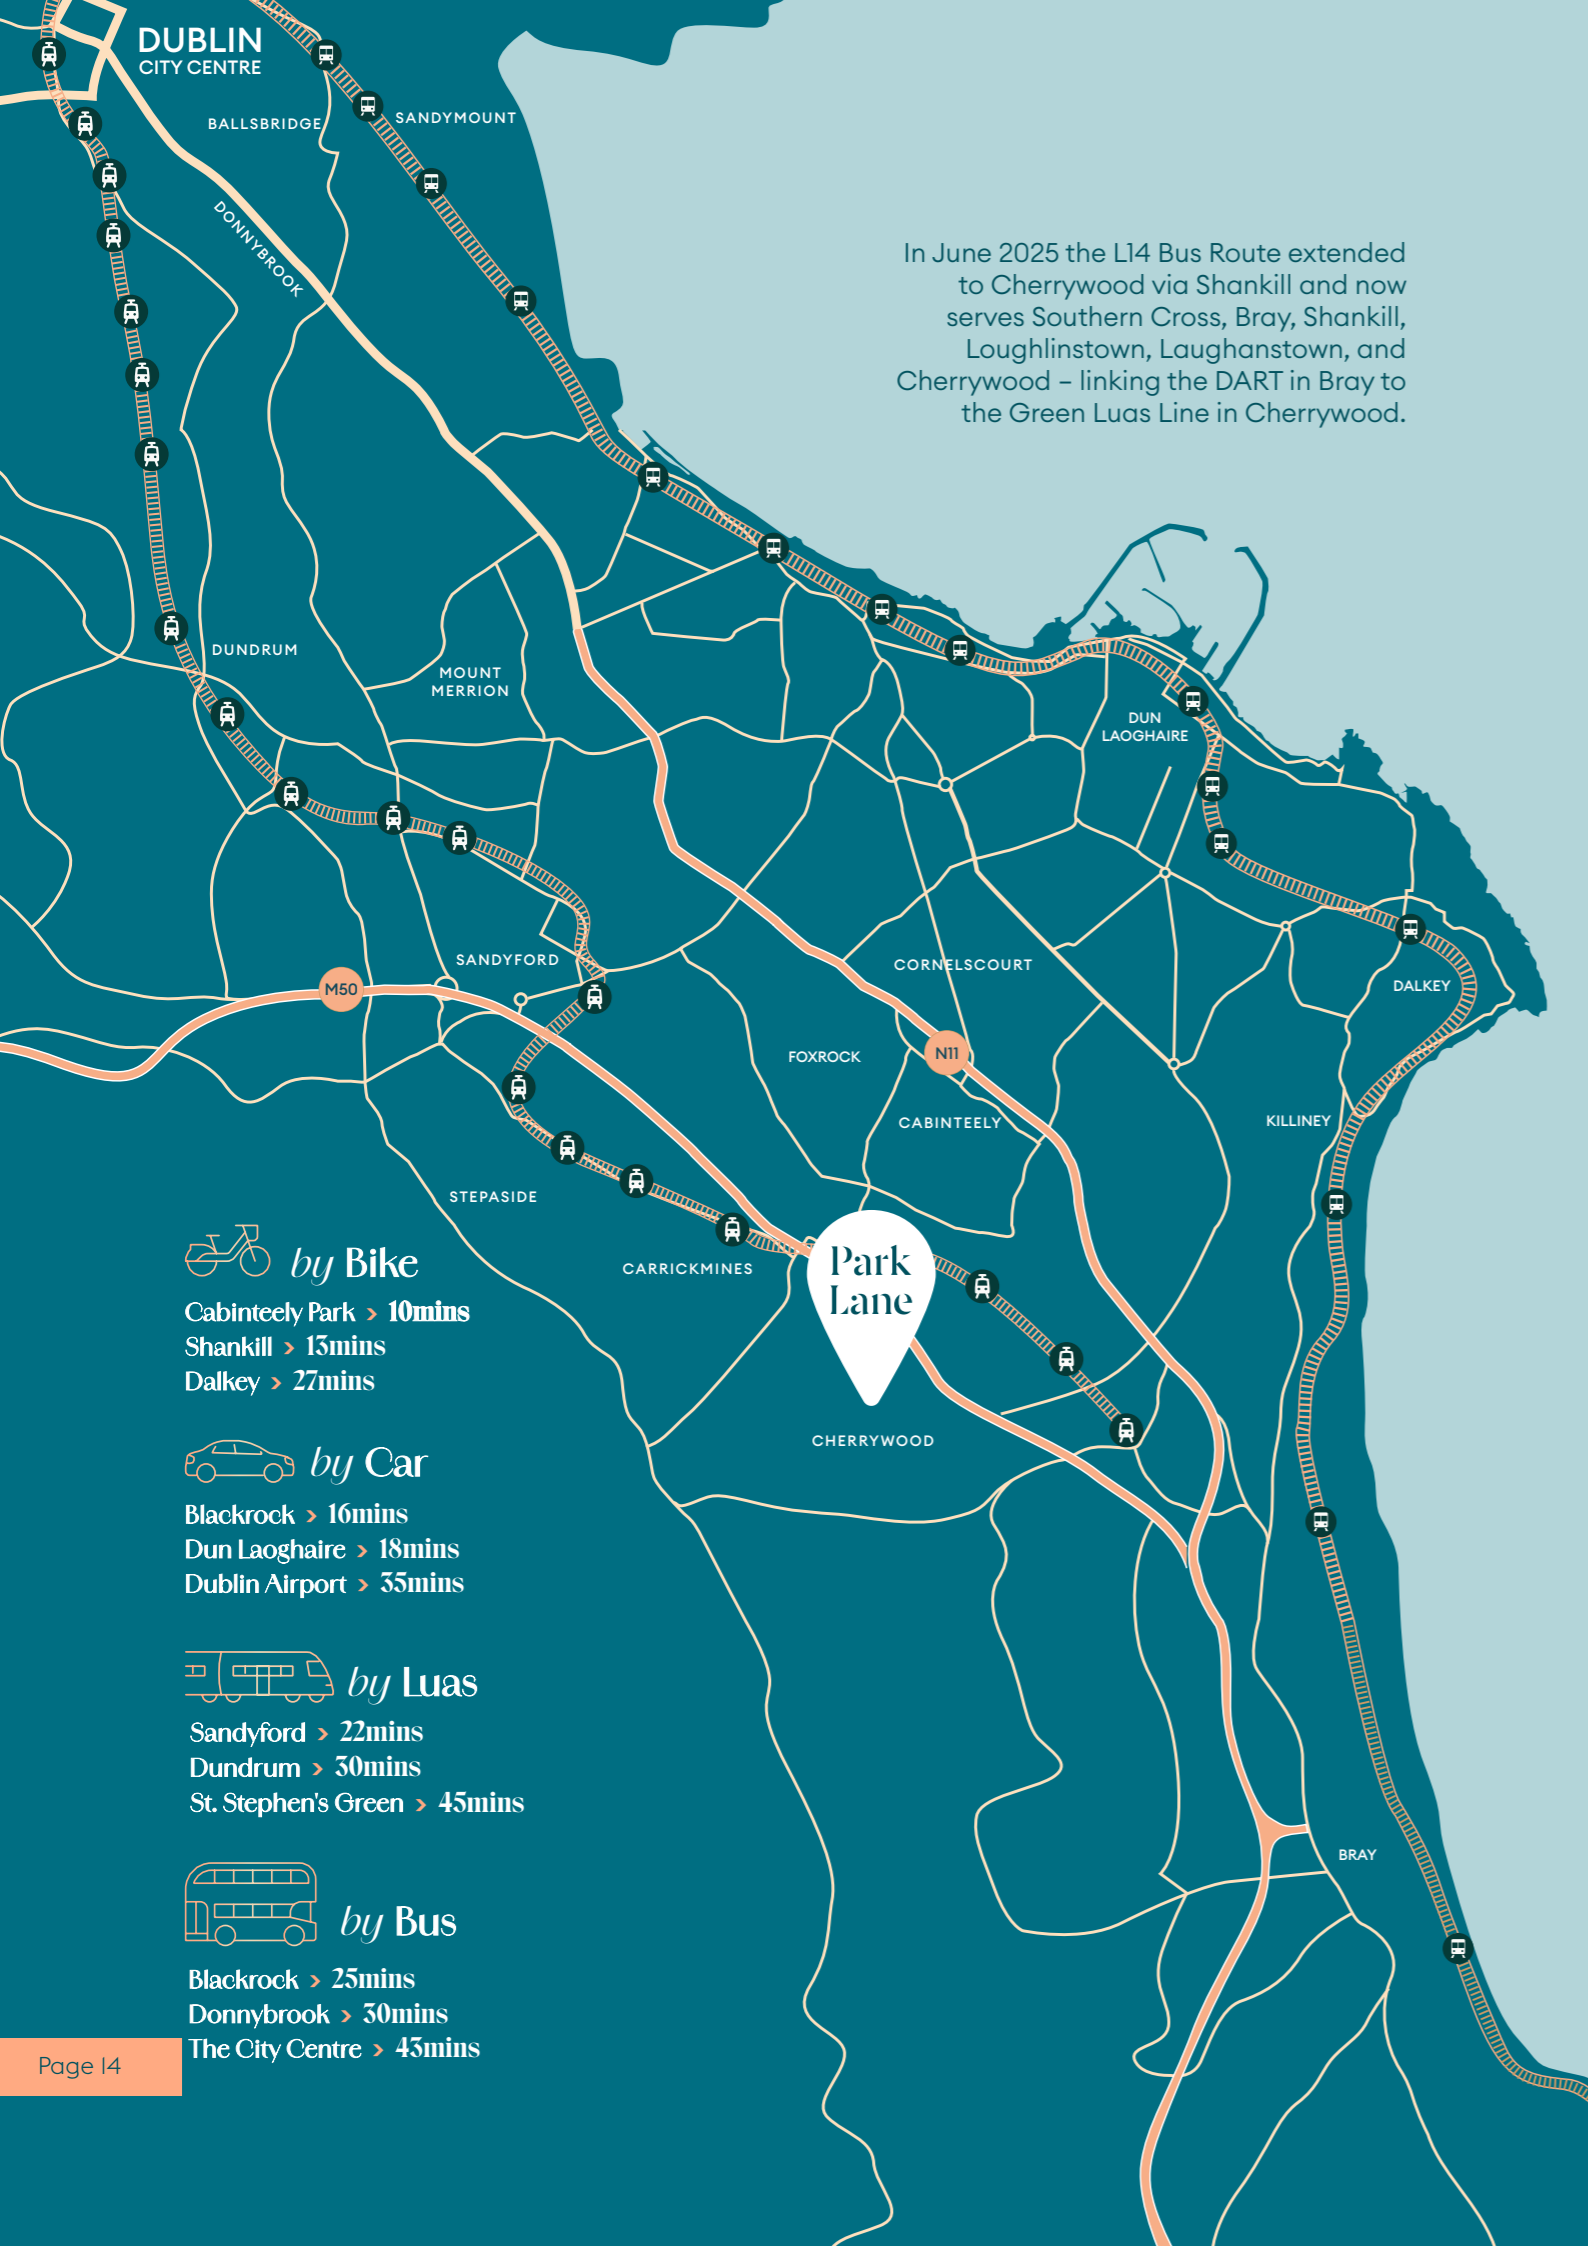 DUBLIN
CITY CENTRE
BALLSBRIDGE
SANDYMOUNT
DONNYBROOK
In June 2025 the L14 Bus Route extended
to Cherrywood via Shankill and now
serves Southern Cross, Bray, Shankill,
Loughlinstown, Laughanstown, and
Cherrywood – linking the DART in Bray to
the Green Luas Line in Cherrywood.
DUNDRUM
MOUNT
MERRION
DUN
LAOGHAIRE
SANDYFORD
CORNELSCOURT
M50
DALKEY
FOXROCK
N11
CABINTEELY
KILLINEY
STEPASIDE
CARRICKMINES
Park
Lane
CHERRYWOOD
BRAY
by Bike
Cabinteely Park > 10mins
Shankill > 13mins
Dalkey > 27mins
by Car
Blackrock > 16mins
Dun Laoghaire > 18mins
Dublin Airport > 35mins
by Luas
Sandyford > 22mins
Dundrum > 30mins
St. Stephen's Green > 45mins
by Bus
Blackrock > 25mins
Donnybrook > 30mins
The City Centre > 43mins
Page 14